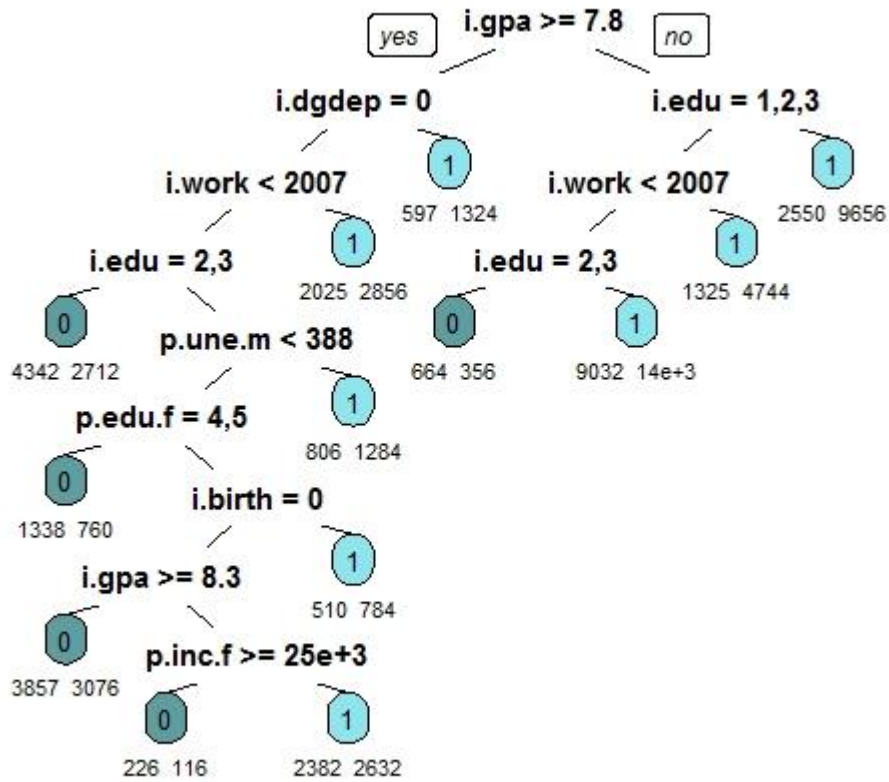 i.gpa >= 7.8
yes no
i.dgdep = 0 i.edu = 1,2,3
i.work < 2007 1 i.work < 2007 1
597 1324 2550 9656
i.edu = 2,3 1 i.edu = 2,3 1
2025 2856 1325 4744
0 p.une.m < 388 0 1
4342 2712 664 356 9032 14e+3
p.edu.f = 4,5 1
806 1284
0 i.birth = 0
1338 760
i.gpa >= 8.3 1
510 784
0 p.inc.f >= 25e+3
3857 3076
0 1
226 116 2382 2632